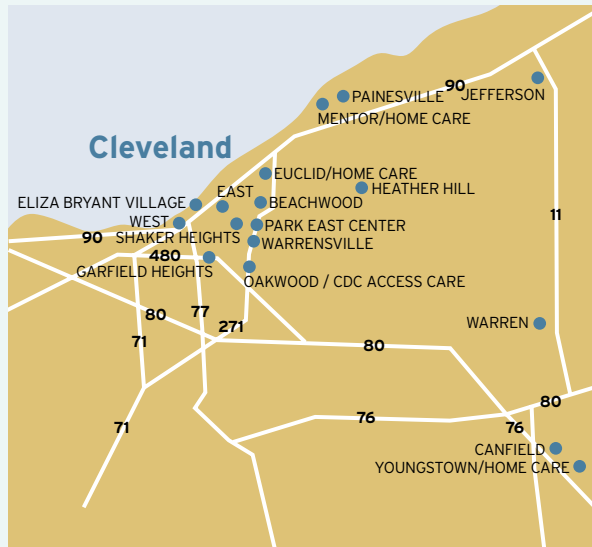 90
PAINESVILLE
JEFFERSON
MENTOR/HOME CARE
Cleveland
EUCLID/HOME CARE
EAST
HEATHER HILL
ELIZA BRYANT VILLAGE
BEACHWOOD
WEST
PARK EAST CENTER
11
90
SHAKER HEIGHTS
WARRENSVILLE
480
GARFIELD HEIGHTS
OAKWOOD / CDC ACCESS CARE
80
77
271
WARREN
71
80
80
76
71
76
CANFIELD
YOUNGSTOWN/HOME CARE